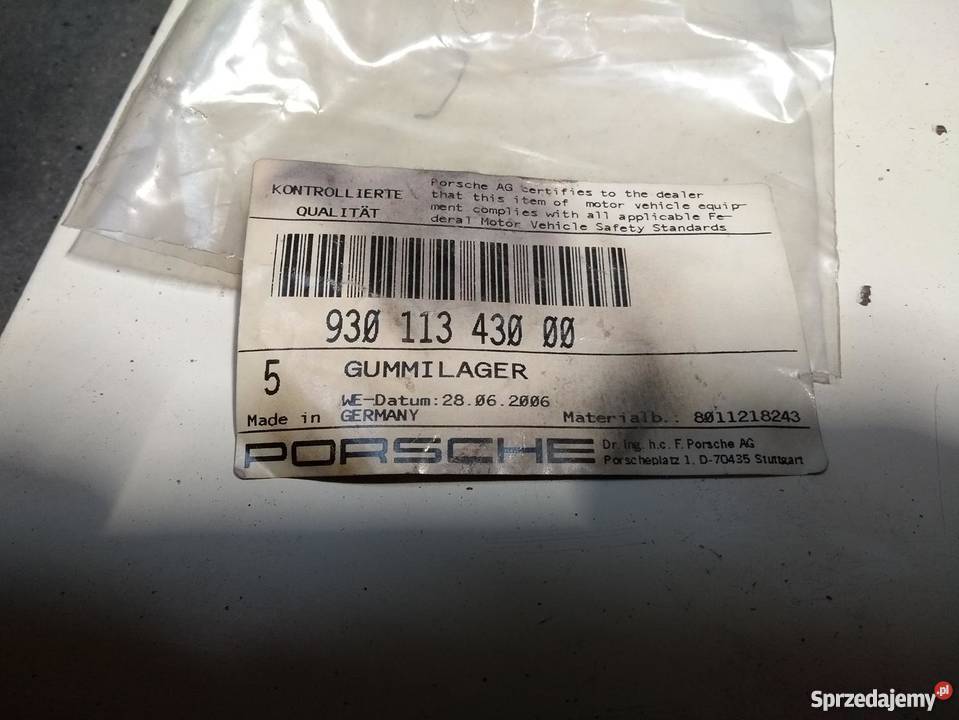 KONTROLLIERTE
QUALITÄT
Porsche AG certifies to the dealer
that this item of motor vehicle equip-
ment complies with all applicable Fe-
deral Motor Vehicle Safety Standards
930 113 430 00
5 GUMMILAGER
WE-Datum:28.06.2006
Made in GERMANY Materialb.: 8011218243
PORSCHE
Dr. Ing. h.c. F. Porsche AG
Porscheplatz 1, D-70435 Stuttgart
Sprzedajemy.pl